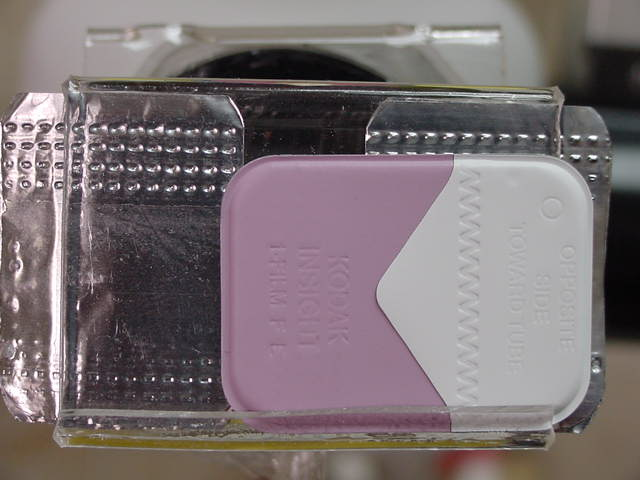 OPPOSITE
SIDE
TOWARD TUBE
KODAK
INSIGHT